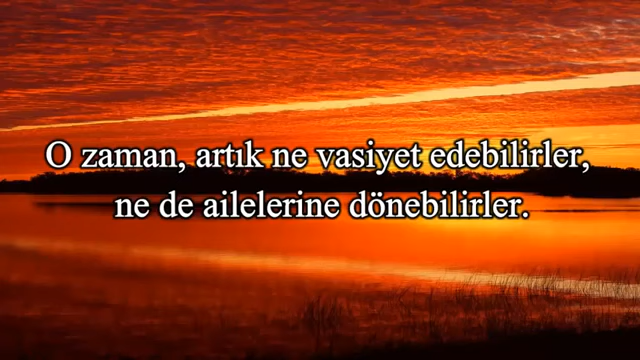 O zaman, artık ne vasiyet edebilirler,
ne de ailelerine dönebilirler.